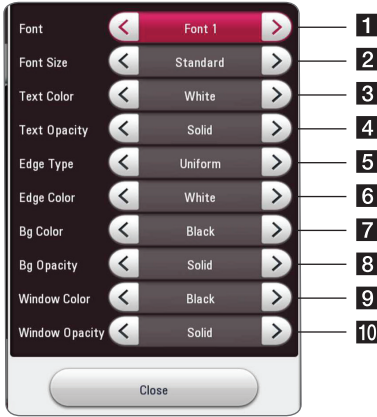 Font Font 1 1
Font Size Standard 2
Text Color White 3
Text Opacity Solid 4
Edge Type Uniform 5
Edge Color White 6
Bg Color Black 7
Bg Opacity Solid 8
Window Color Black 9
Window Opacity Solid 10
Close